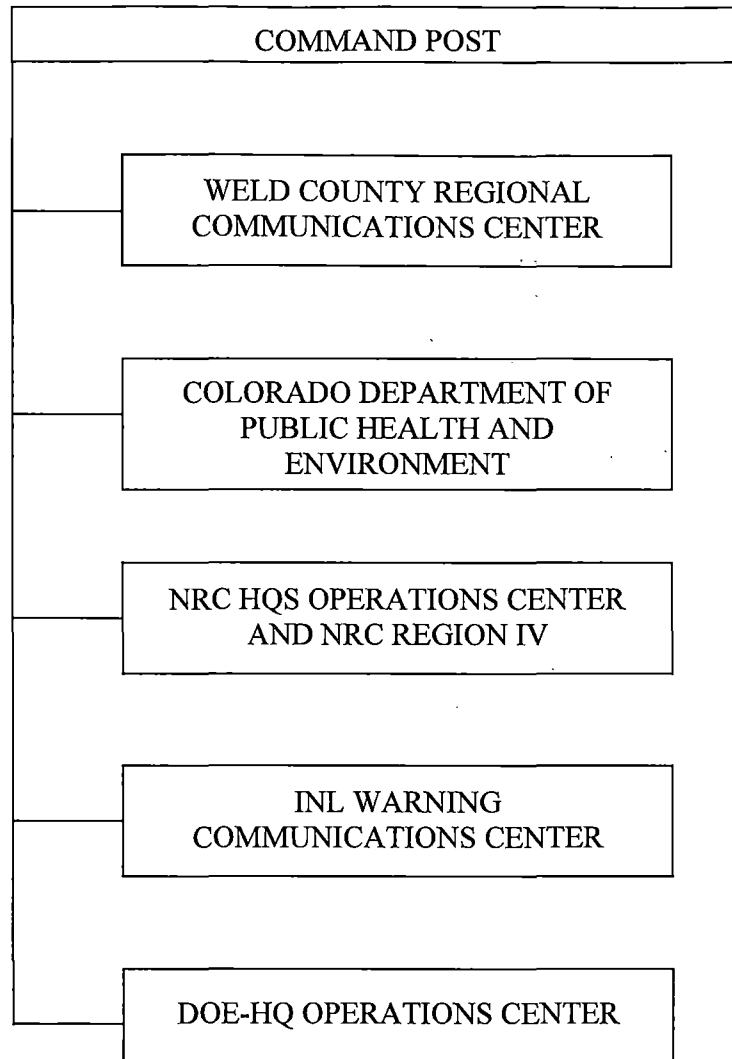 COMMAND POST
WELD COUNTY REGIONAL
COMMUNICATIONS CENTER
COLORADO DEPARTMENT OF
PUBLIC HEALTH AND
ENVIRONMENT
NRC HQS OPERATIONS CENTER
AND NRC REGION IV
INL WARNING
COMMUNICATIONS CENTER
DOE-HQ OPERATIONS CENTER